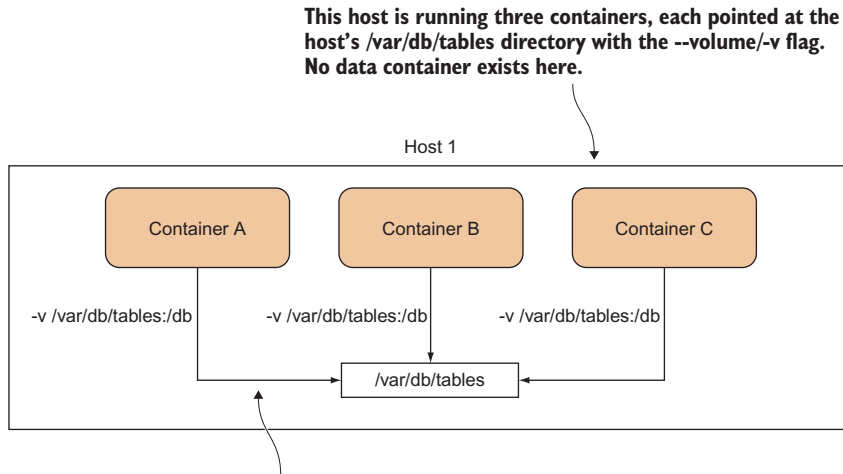 This host is running three containers, each pointed at the
host's /var/db/tables directory with the --volume/-v flag.
No data container exists here.
Host 1
Container A
Container B
Container C
-v /var/db/tables:/db
-v /var/db/tables:/db
-v /var/db/tables:/db
/var/db/tables